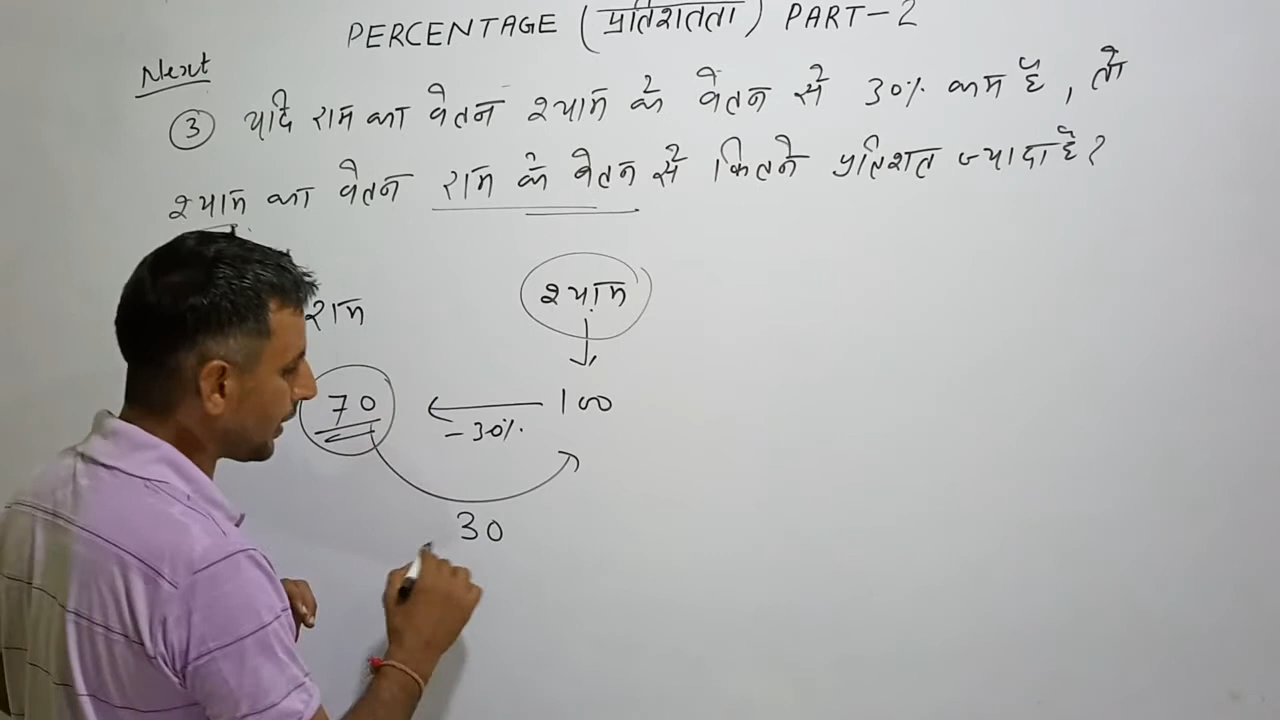 PERCENTAGE (प्रतिशतता) PART-2
Next
③ यदि राम का वेतन श्याम के वेतन से 30% कम है, तो
श्याम का वेतन राम के वेतन से कितने प्रतिशत ज्यादा है?
राम श्याम
70 100
-30%
30